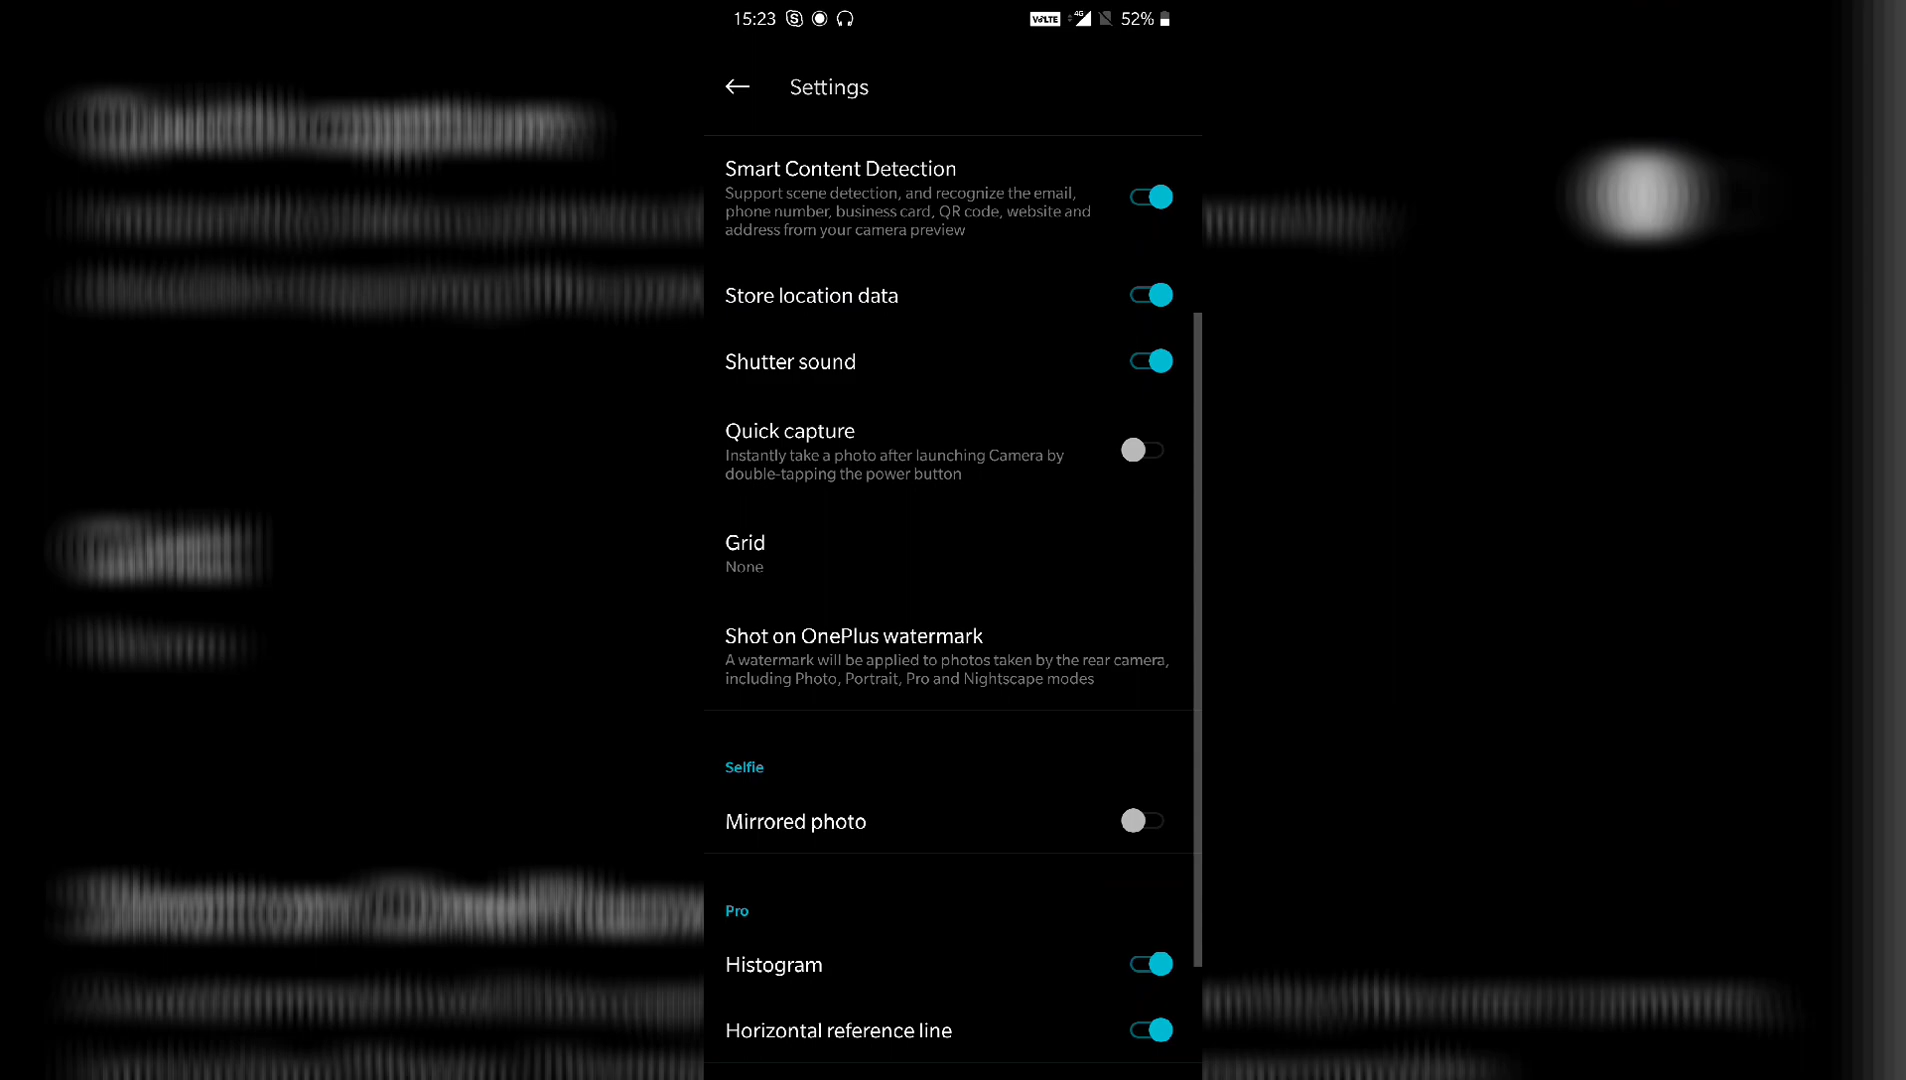 15:23 VoLTE 4G 52%
Settings
Smart Content Detection
Support scene detection, and recognize the email,
phone number, business card, QR code, website and
address from your camera preview
Store location data
Shutter sound
Quick capture
Instantly take a photo after launching Camera by
double-tapping the power button
Grid
None
Shot on OnePlus watermark
A watermark will be applied to photos taken by the rear camera,
including Photo, Portrait, Pro and Nightscape modes
Selfie
Mirrored photo
Pro
Histogram
Horizontal reference line